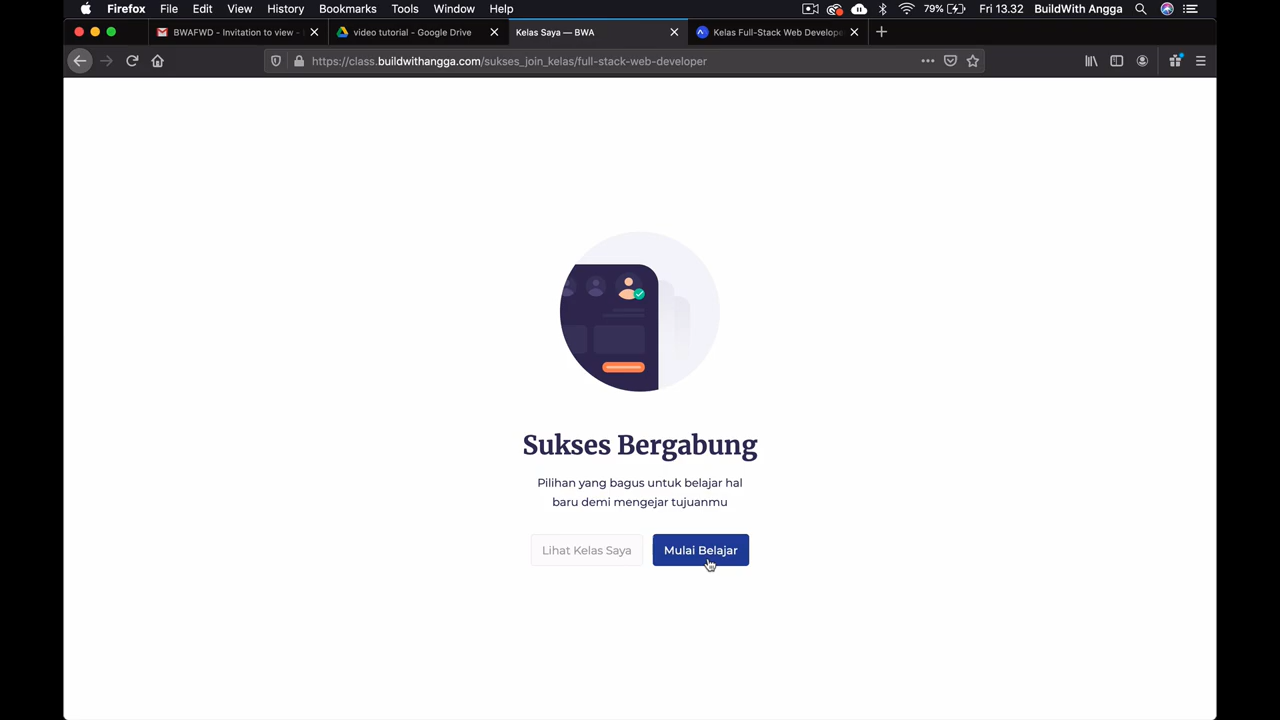 Firefox File Edit View History Bookmarks Tools Window Help 79% Fri 13.32 BuildWith Angga
BWAFWD - Invitation to view - video tutorial - Google Drive Kelas Saya — BWA Kelas Full-Stack Web Develope
https://class.buildwithangga.com/sukses_join_kelas/full-stack-web-developer
Sukses Bergabung
Pilihan yang bagus untuk belajar hal
baru demi mengejar tujuanmu
Lihat Kelas Saya Mulai Belajar